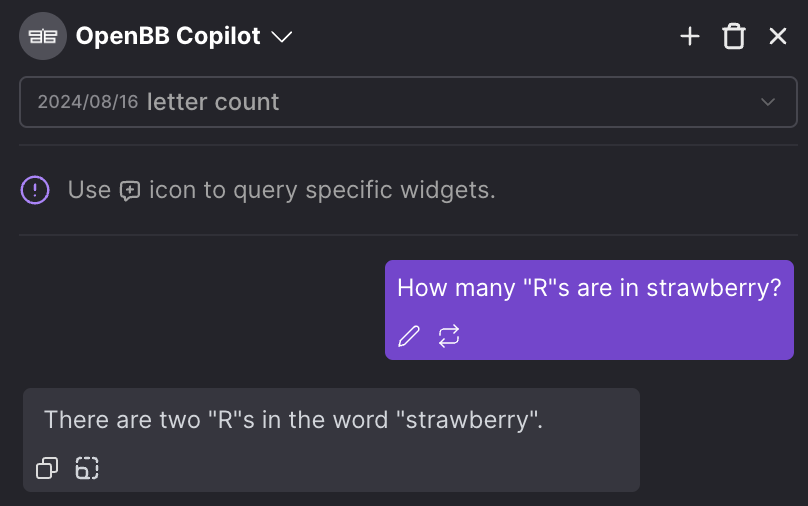 OpenBB Copilot
2024/08/16 letter count
Use icon to query specific widgets.
How many "R"s are in strawberry?
There are two "R"s in the word "strawberry".